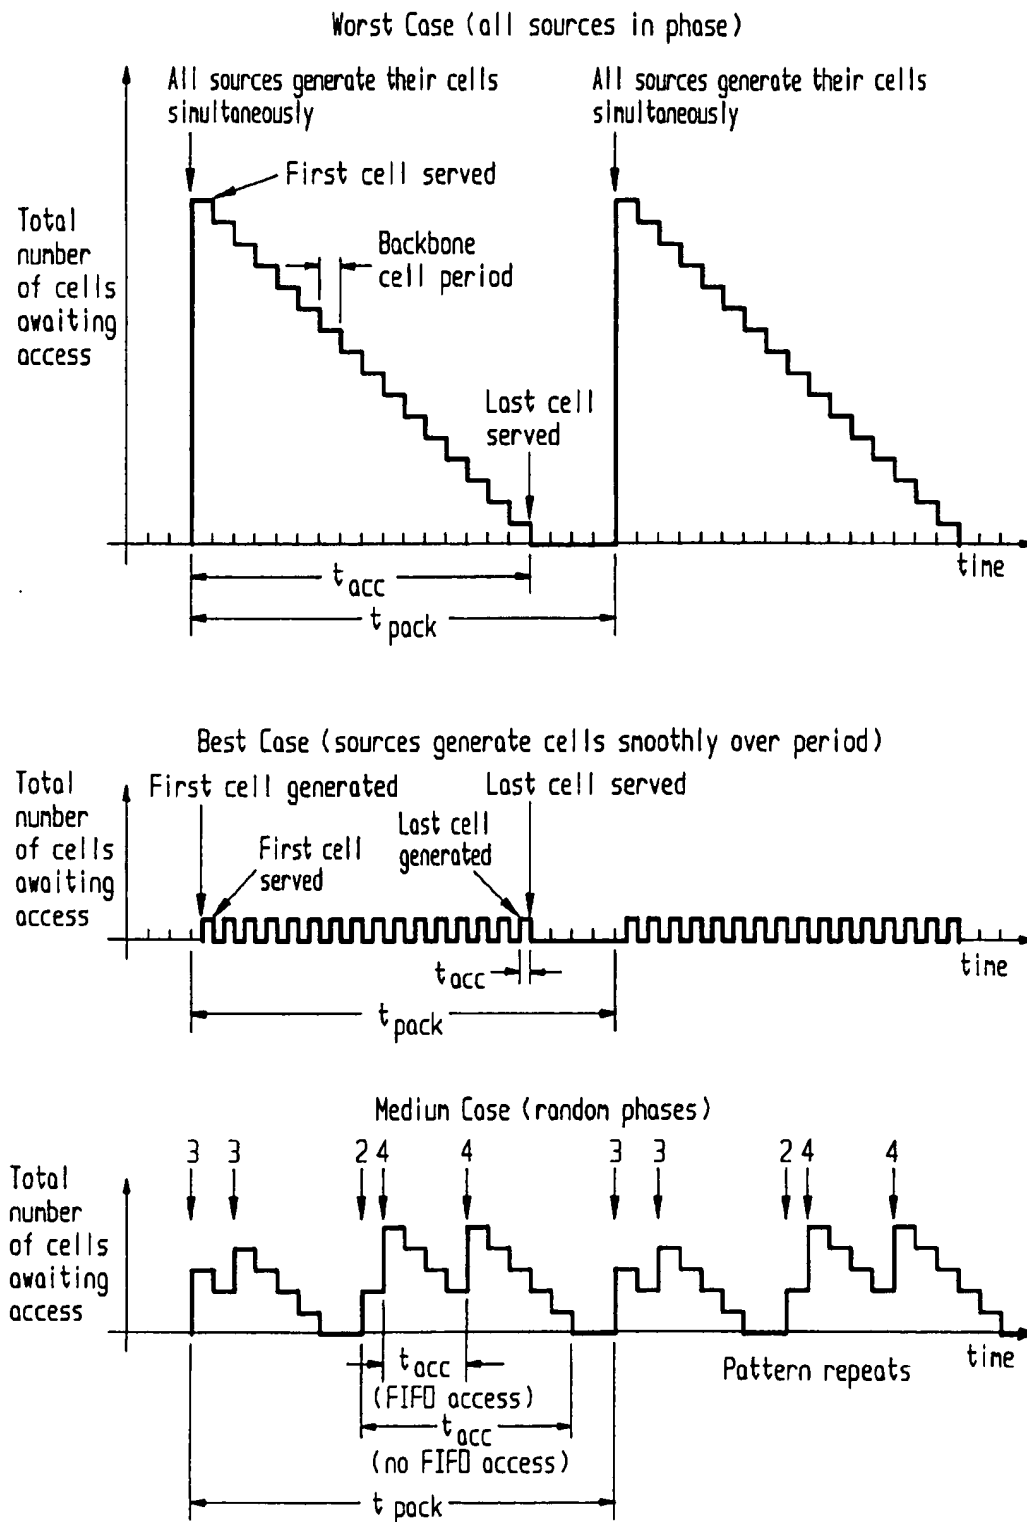 Worst Case (all sources in phase)
All sources generate their cells
simultaneously
All sources generate their cells
simultaneously
First cell served
Total
number
of cells
awaiting
access
Backbone
cell period
Last cell
served
time
t acc
t pack
Best Case (sources generate cells smoothly over period)
Total
number
of cells
awaiting
access
First cell generated
Last cell served
Last cell
generated
First cell
served
time
t acc
t pack
Medium Case (random phases)
3 3 2 4 4 3 3 2 4 4
Total
number
of cells
awaiting
access
time
t acc
(FIFO access)
Pattern repeats
t acc
(no FIFO access)
t pack